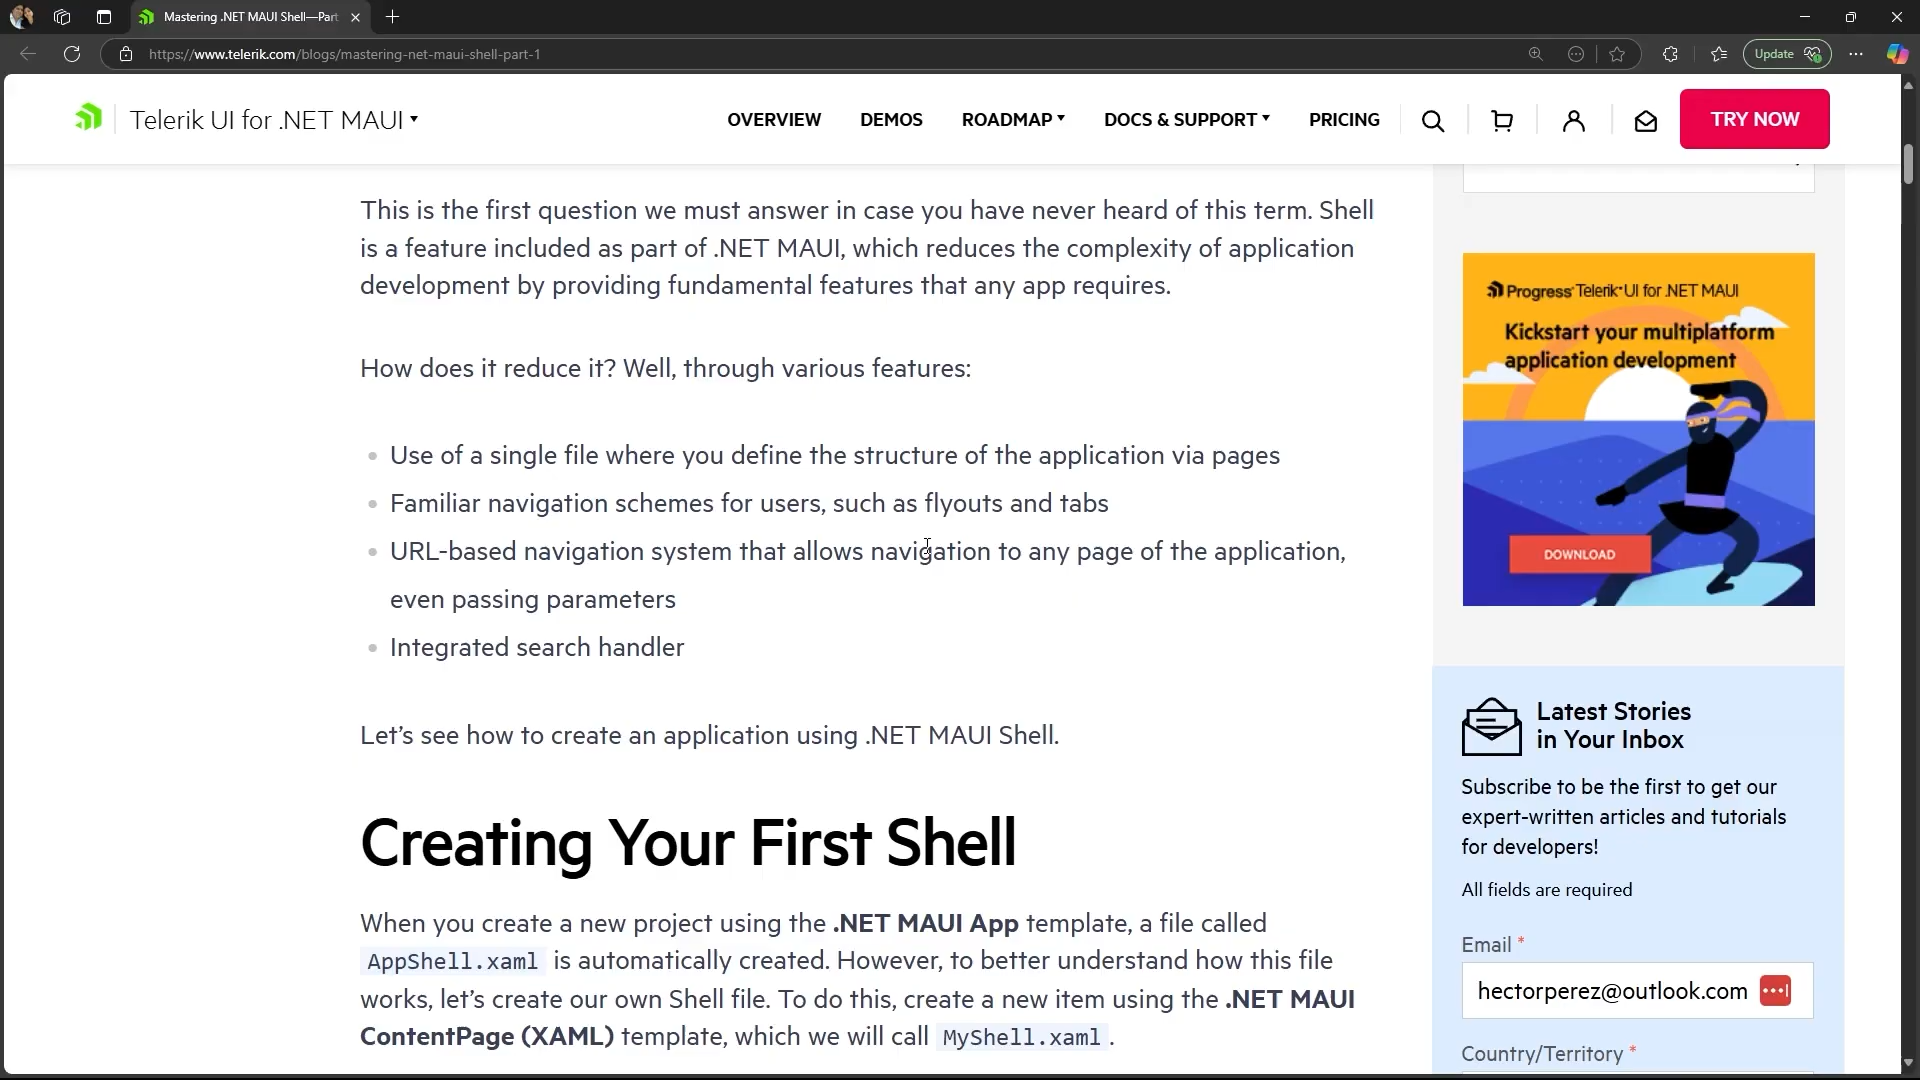 Mastering .NET MAUI Shell—Part
https://www.telerik.com/blogs/mastering-net-maui-shell-part-1
Update
Telerik UI for .NET MAUI
OVERVIEW
DEMOS
ROADMAP
DOCS & SUPPORT
PRICING
TRY NOW
This is the first question we must answer in case you have never heard of this term. Shell
is a feature included as part of .NET MAUI, which reduces the complexity of application
development by providing fundamental features that any app requires.
How does it reduce it? Well, through various features:
Use of a single file where you define the structure of the application via pages
Familiar navigation schemes for users, such as flyouts and tabs
URL-based navigation system that allows navigation to any page of the application,
even passing parameters
Integrated search handler
Let's see how to create an application using .NET MAUI Shell.
Creating Your First Shell
When you create a new project using the .NET MAUI App template, a file called
AppShell.xaml is automatically created. However, to better understand how this file
works, let's create our own Shell file. To do this, create a new item using the .NET MAUI
ContentPage (XAML) template, which we will call MyShell.xaml.
Progress Telerik UI for .NET MAUI
Kickstart your multiplatform
application development
DOWNLOAD
Latest Stories
in Your Inbox
Subscribe to be the first to get our
expert-written articles and tutorials
for developers!
All fields are required
Email *
hectorperez@outlook.com
Country/Territory *